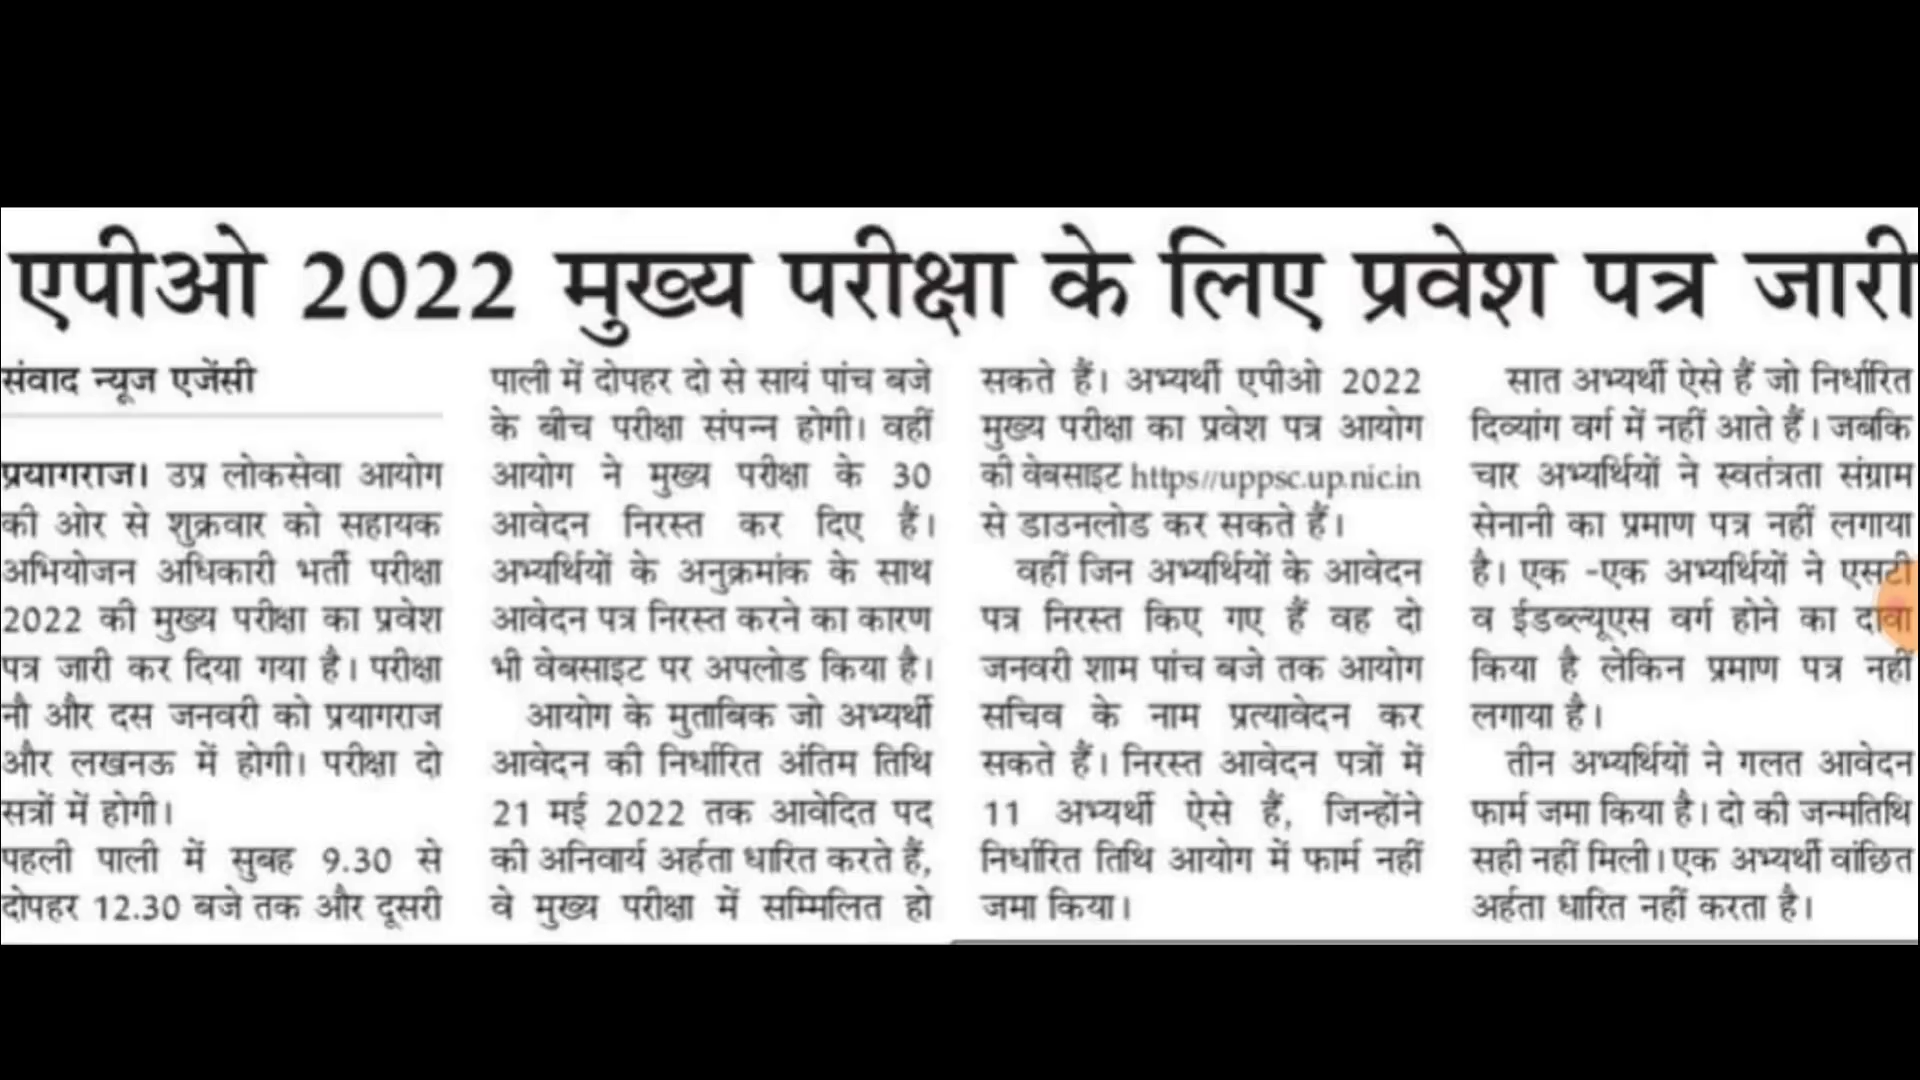 एपीओ 2022 मुख्य परीक्षा के लिए प्रवेश पत्र जारी
संवाद न्यूज एजेंसी
प्रयागराज। उप्र लोकसेवा आयोग
की ओर से शुक्रवार को सहायक
अभियोजन अधिकारी भर्ती परीक्षा
2022 की मुख्य परीक्षा का प्रवेश
पत्र जारी कर दिया गया है। परीक्षा
नौ और दस जनवरी को प्रयागराज
और लखनऊ में होगी। परीक्षा दो
सत्रों में होगी।
पहली पाली में सुबह 9.30 से
दोपहर 12.30 बजे तक और दूसरी
पाली में दोपहर दो से सायं पांच बजे
के बीच परीक्षा संपन्न होगी। वहीं
आयोग ने मुख्य परीक्षा के 30
आवेदन निरस्त कर दिए हैं।
अभ्यर्थियों के अनुक्रमांक के साथ
आवेदन पत्र निरस्त करने का कारण
भी वेबसाइट पर अपलोड किया है।
आयोग के मुताबिक जो अभ्यर्थी
आवेदन की निर्धारित अंतिम तिथि
21 मई 2022 तक आवेदित पद
की अनिवार्य अर्हता धारित करते हैं,
वे मुख्य परीक्षा में सम्मिलित हो
सकते हैं। अभ्यर्थी एपीओ 2022
मुख्य परीक्षा का प्रवेश पत्र आयोग
की वेबसाइट https//uppsc.up.nic.in
से डाउनलोड कर सकते हैं।
वहीं जिन अभ्यर्थियों के आवेदन
पत्र निरस्त किए गए हैं वह दो
जनवरी शाम पांच बजे तक आयोग
सचिव के नाम प्रत्यावेदन कर
सकते हैं। निरस्त आवेदन पत्रों में
11 अभ्यर्थी ऐसे हैं, जिन्होंने
निर्धारित तिथि आयोग में फार्म नहीं
जमा किया।
सात अभ्यर्थी ऐसे हैं जो निर्धारित
दिव्यांग वर्ग में नहीं आते हैं। जबकि
चार अभ्यर्थियों ने स्वतंत्रता संग्राम
सेनानी का प्रमाण पत्र नहीं लगाया
है। एक -एक अभ्यर्थियों ने एसटी
व ईडब्ल्यूएस वर्ग होने का दावा
किया है लेकिन प्रमाण पत्र नहीं
लगाया है।
तीन अभ्यर्थियों ने गलत आवेदन
फार्म जमा किया है। दो की जन्मतिथि
सही नहीं मिली। एक अभ्यर्थी वांछित
अर्हता धारित नहीं करता है।